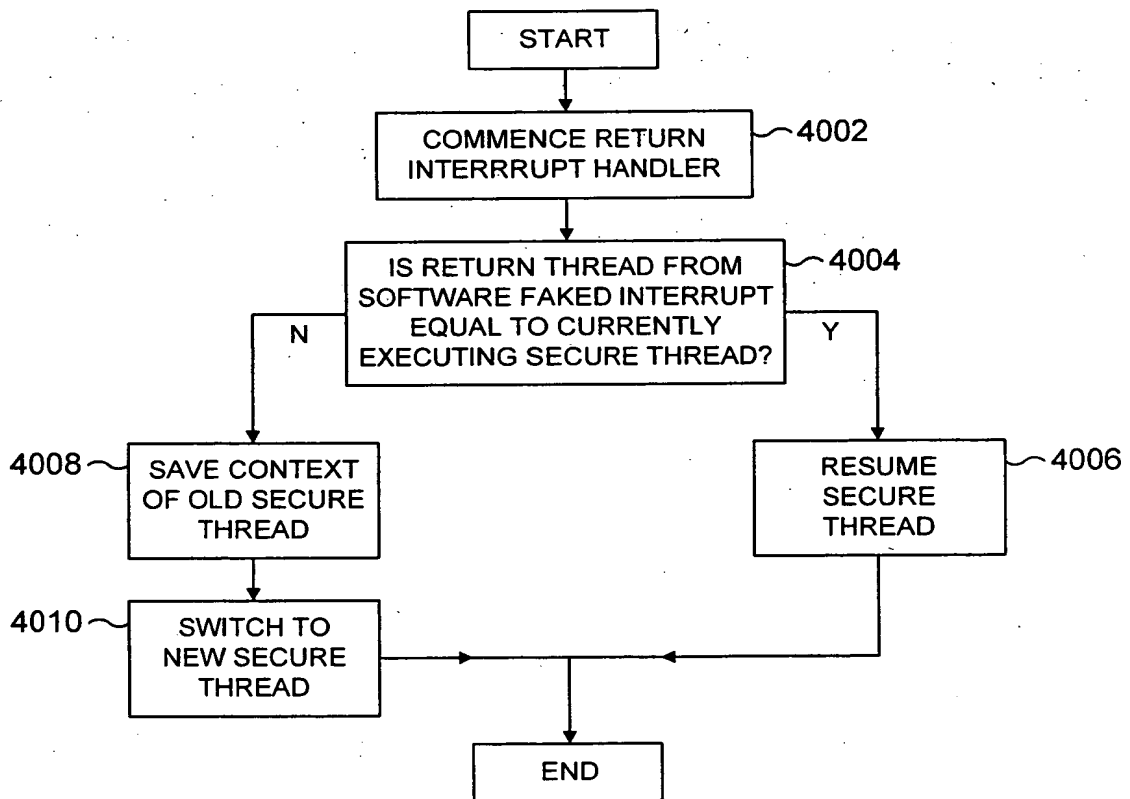 START
COMMENCE RETURN
INTERRRUPT HANDLER
4002
IS RETURN THREAD FROM
SOFTWARE FAKED INTERRUPT
EQUAL TO CURRENTLY
EXECUTING SECURE THREAD?
4004
N
Y
4008
SAVE CONTEXT
OF OLD SECURE
THREAD
RESUME
SECURE
THREAD
4006
4010
SWITCH TO
NEW SECURE
THREAD
END